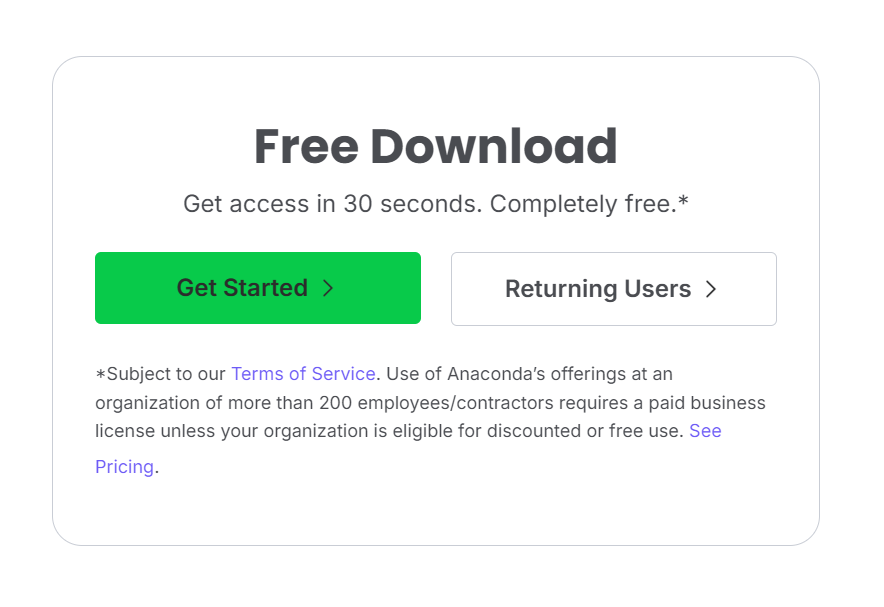 Free Download
Get access in 30 seconds. Completely free.*
Get Started
Returning Users
*Subject to our Terms of Service. Use of Anaconda’s offerings at an
organization of more than 200 employees/contractors requires a paid business
license unless your organization is eligible for discounted or free use. See
Pricing.